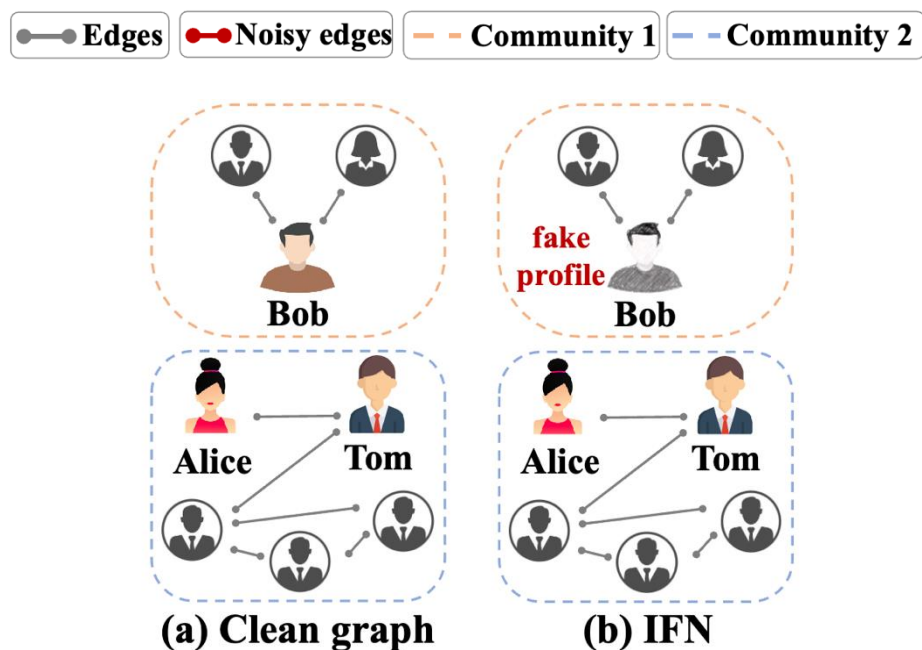 Edges Noisy edges Community 1 Community 2
fake
profile
Bob Bob
Alice Tom Alice Tom
(a) Clean graph (b) IFN